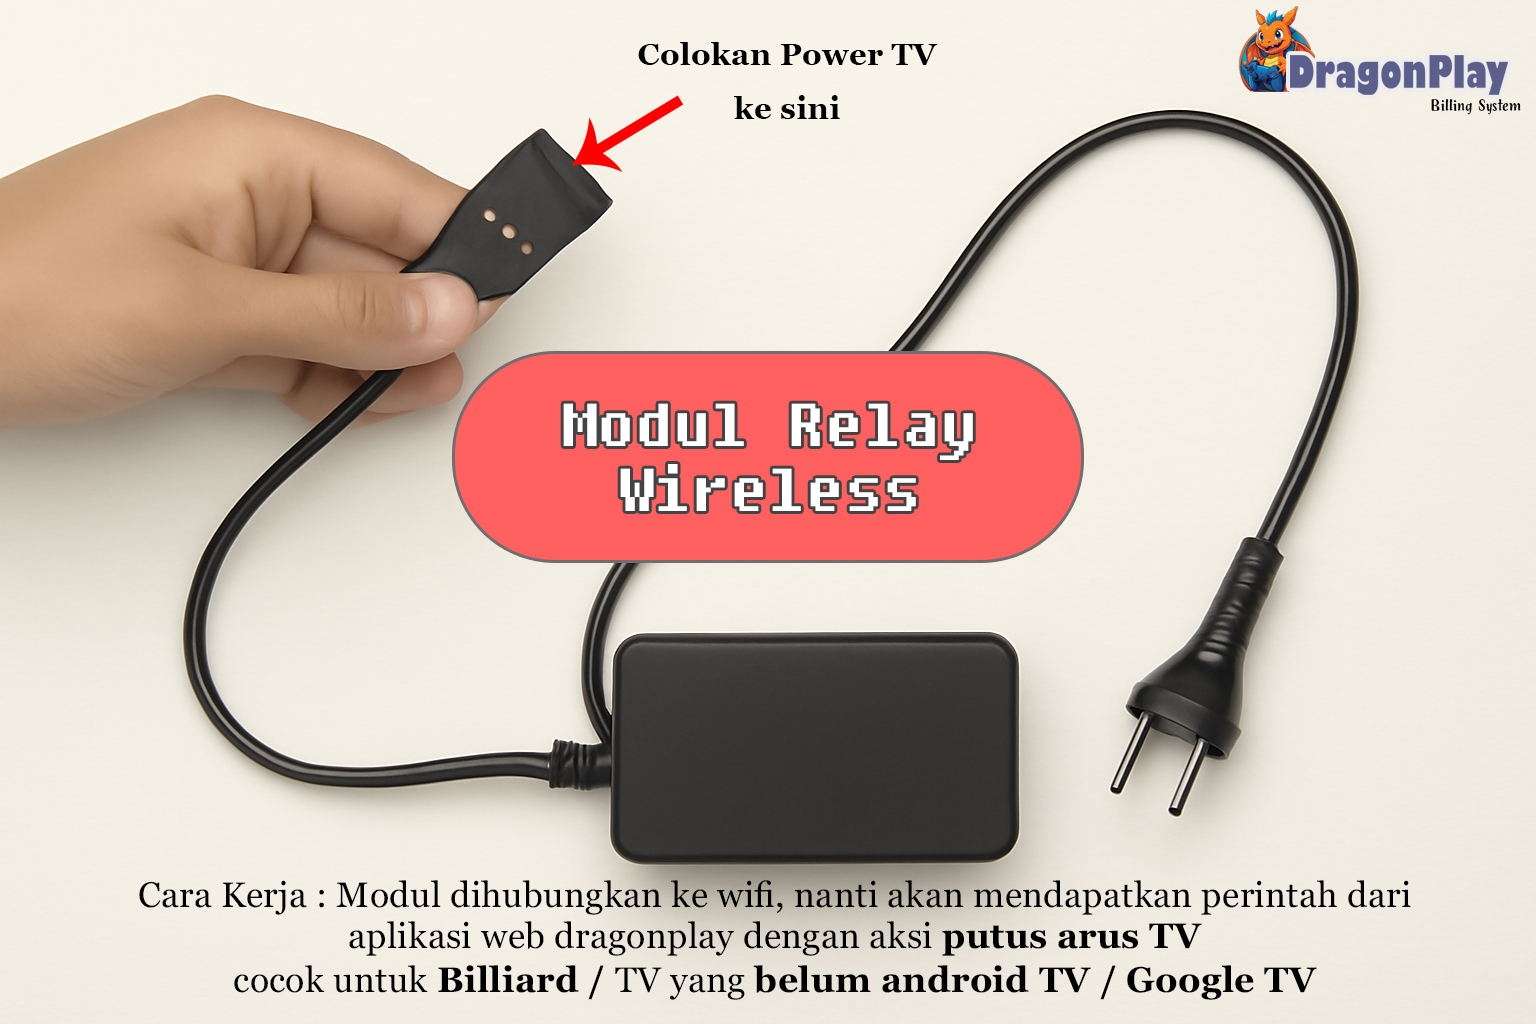 Colokan Power TV
ke sini
DragonPlay
Billing System
Modul Relay
Wireless
Cara Kerja : Modul dihubungkan ke wifi, nanti akan mendapatkan perintah dari
aplikasi web dragonplay dengan aksi putus arus TV
cocok untuk Billiard / TV yang belum android TV / Google TV